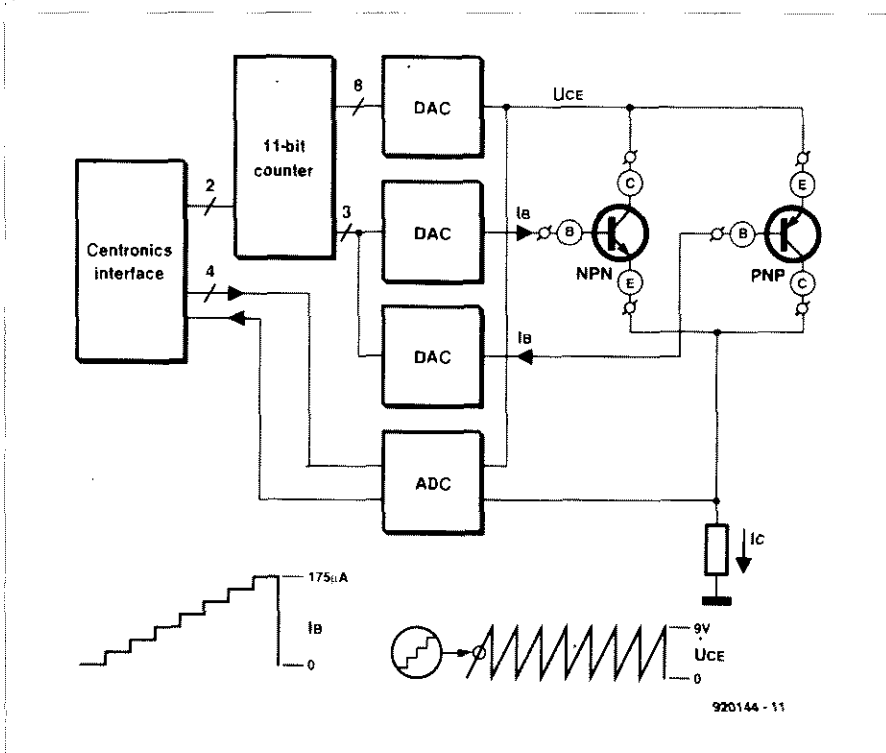 8
DAC
UCE
11-bit
counter
C
E
2
3
DAC
IB
B
B
Centronics
interface
NPN
PNP
4
E
C
DAC
IB
ADC
IC
175µA
IB
0
9V
UCE
0
920144 - 11